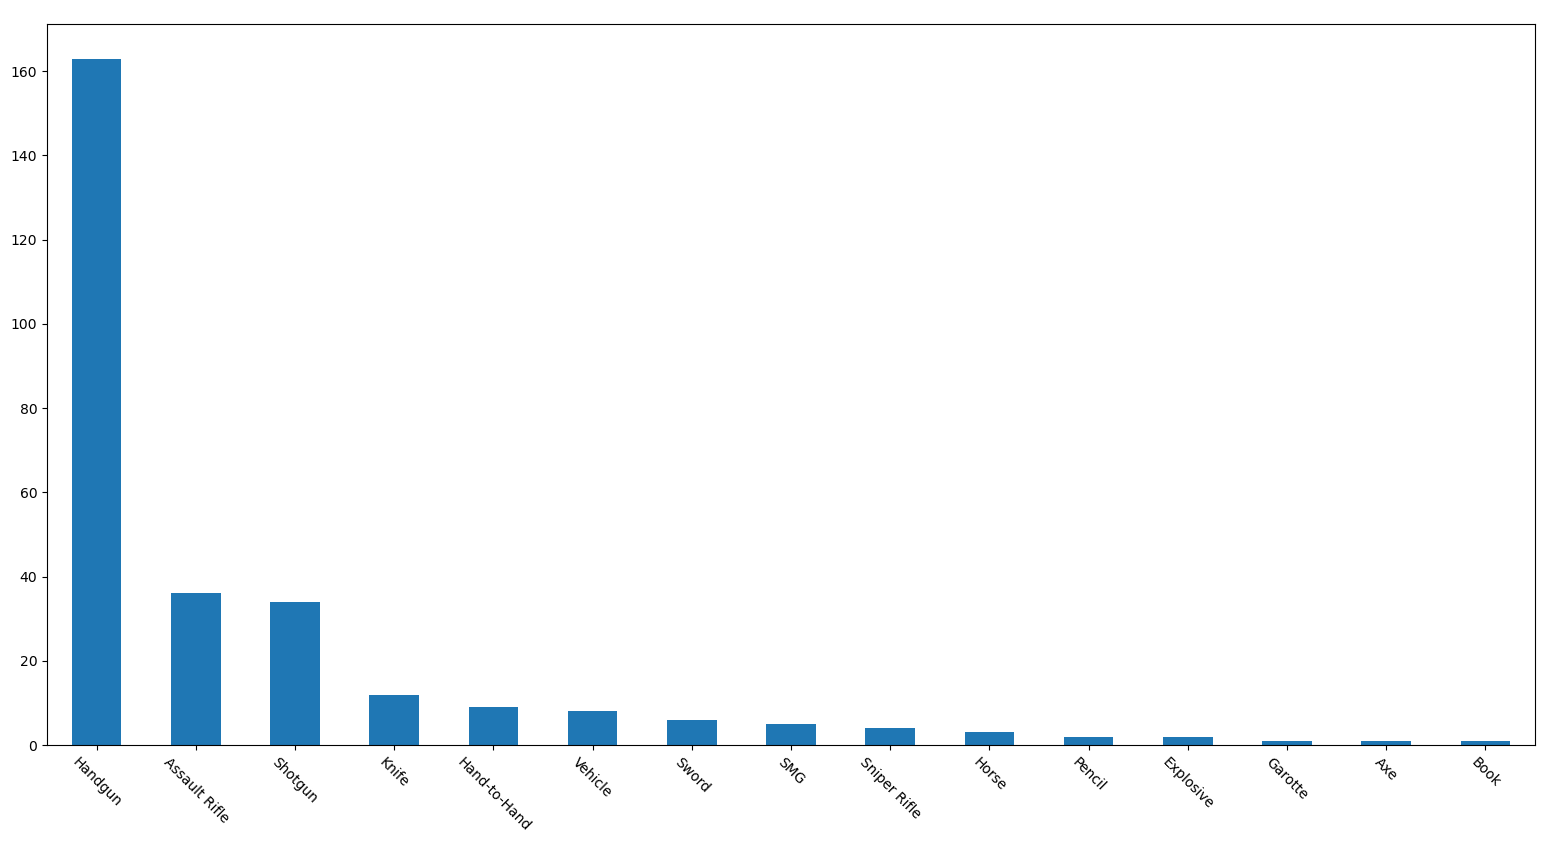 160
140
120
100
80
60
40
20
0
Handgun
Assault Rifle
Shotgun
Knife
Hand-to-Hand
Vehicle
Sword
SMG
Sniper Rifle
Horse
Pencil
Explosive
Garotte
Axe
Book